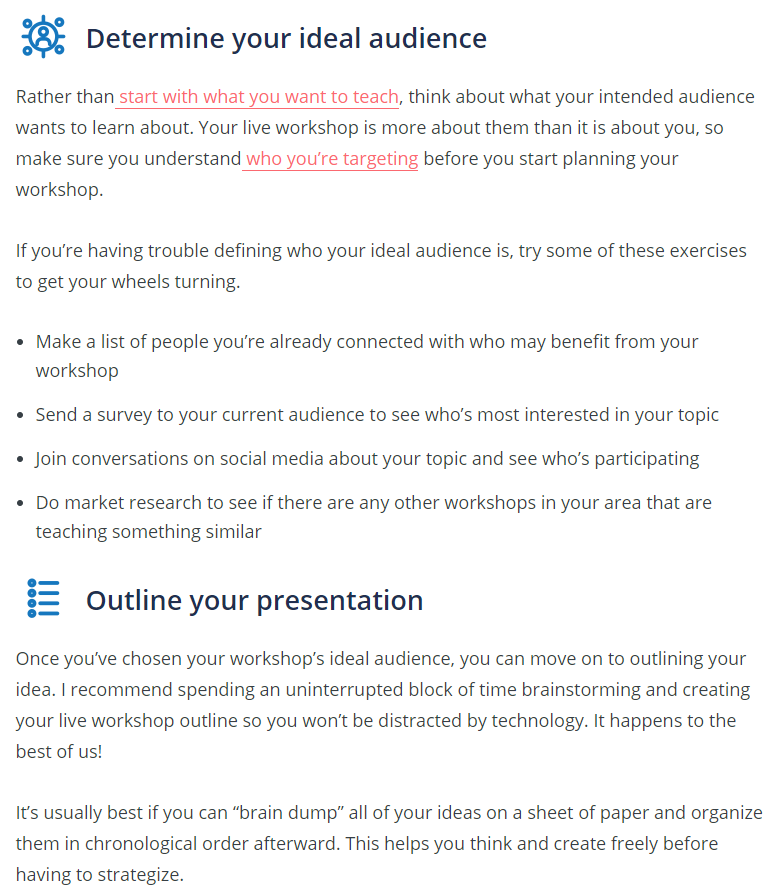 Determine your ideal audience
Rather than start with what you want to teach, think about what your intended audience
wants to learn about. Your live workshop is more about them than it is about you, so
make sure you understand who you’re targeting before you start planning your
workshop.
If you’re having trouble defining who your ideal audience is, try some of these exercises
to get your wheels turning.
• Make a list of people you’re already connected with who may benefit from your
workshop
• Send a survey to your current audience to see who’s most interested in your topic
• Join conversations on social media about your topic and see who’s participating
• Do market research to see if there are any other workshops in your area that are
teaching something similar
Outline your presentation
Once you’ve chosen your workshop’s ideal audience, you can move on to outlining your
idea. I recommend spending an uninterrupted block of time brainstorming and creating
your live workshop outline so you won’t be distracted by technology. It happens to the
best of us!
It’s usually best if you can “brain dump” all of your ideas on a sheet of paper and organize
them in chronological order afterward. This helps you think and create freely before
having to strategize.